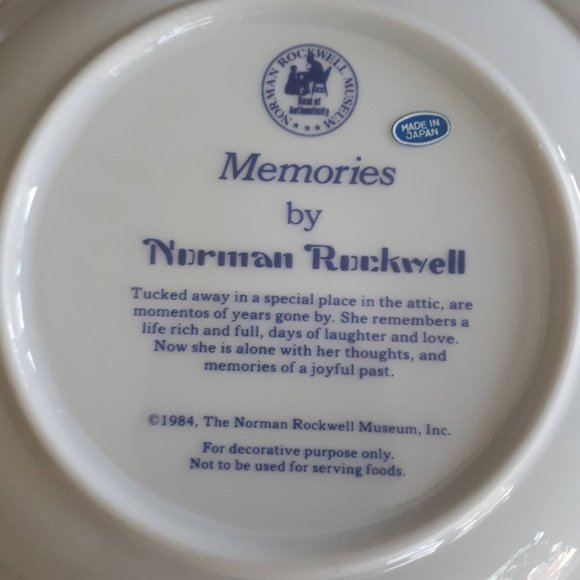 NORMAN ROCKWELL MUSEUM
Seal of
Authenticity
MADE IN
JAPAN
Memories
by
Norman Rockwell
Tucked away in a special place in the attic, are
momentos of years gone by. She remembers a
life rich and full, days of laughter and love.
Now she is alone with her thoughts, and
memories of a joyful past.
©1984, The Norman Rockwell Museum, Inc.
For decorative purpose only.
Not to be used for serving foods.